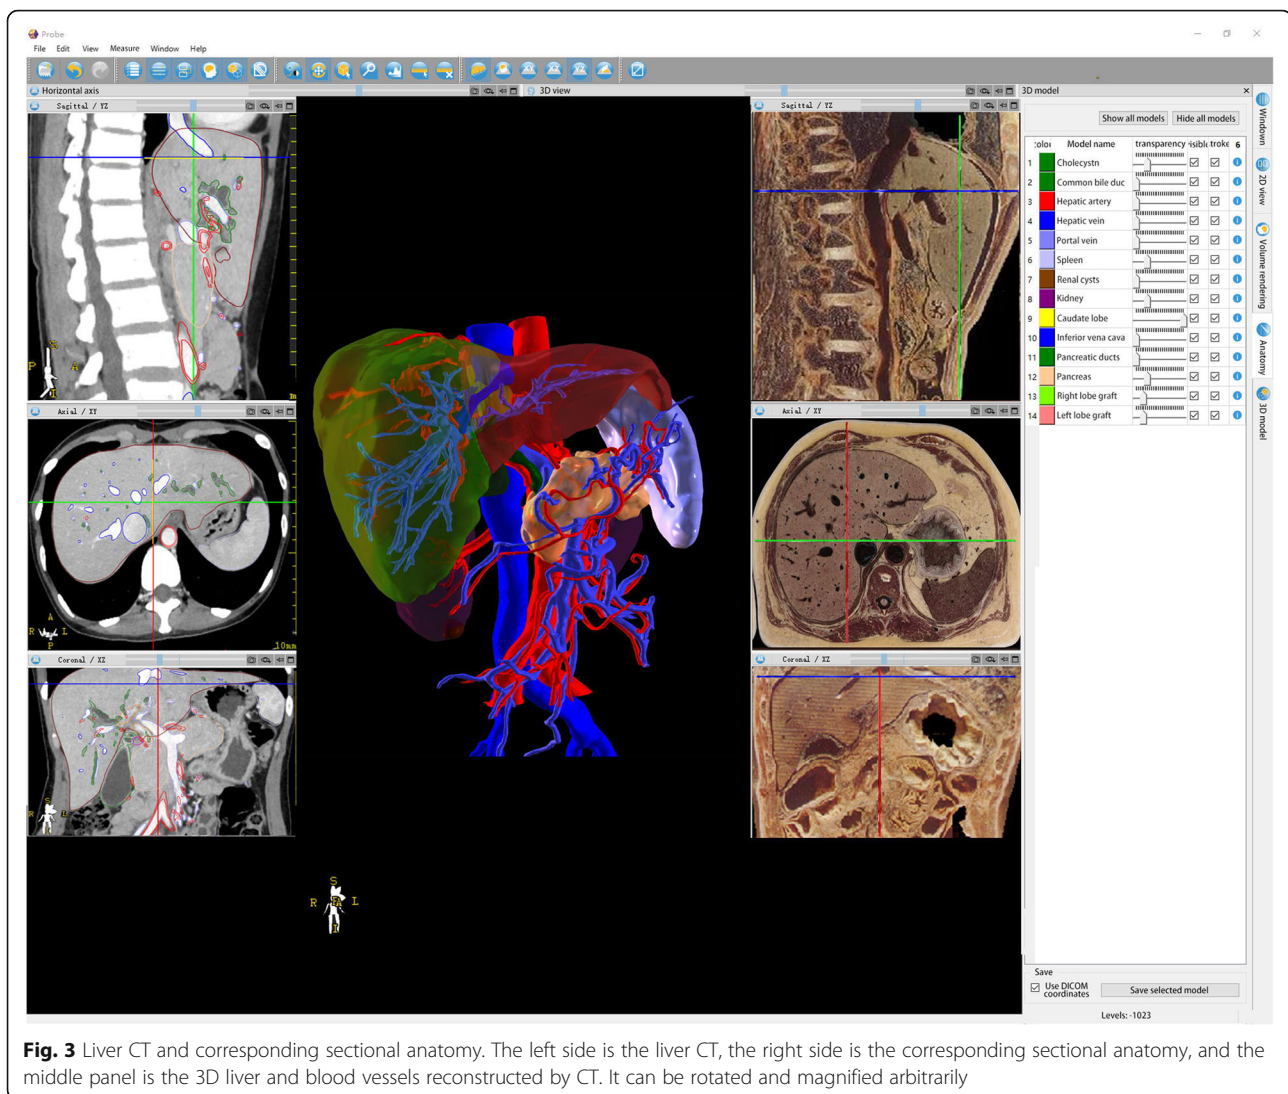 Probe
File Edit View Measure Window Help
Horizontal axis
3D view
3D model
Sagittal / YZ
S
P A
I
Axial / XY
A
R L
P
10mm
Coronal / XZ
S
R L
S
R A L
I
Sagittal / YZ
Axial / XY
Coronal / XZ
Show all models Hide all models
color Model name transparency visibl troke 6
1 Cholecystn
2 Common bile duc
3 Hepatic artery
4 Hepatic vein
5 Portal vein
6 Spleen
7 Renal cysts
8 Kidney
9 Caudate lobe
10 Inferior vena cava
11 Pancreatic ducts
12 Pancreas
13 Right lobe graft
14 Left lobe graft
Windown
2D view
Volume rendering
Anatomy
3D model
Save
Use DICOM
coordinates
Save selected model
Levels: -1023
Fig. 3 Liver CT and corresponding sectional anatomy. The left side is the liver CT, the right side is the corresponding sectional anatomy, and the
middle panel is the 3D liver and blood vessels reconstructed by CT. It can be rotated and magnified arbitrarily